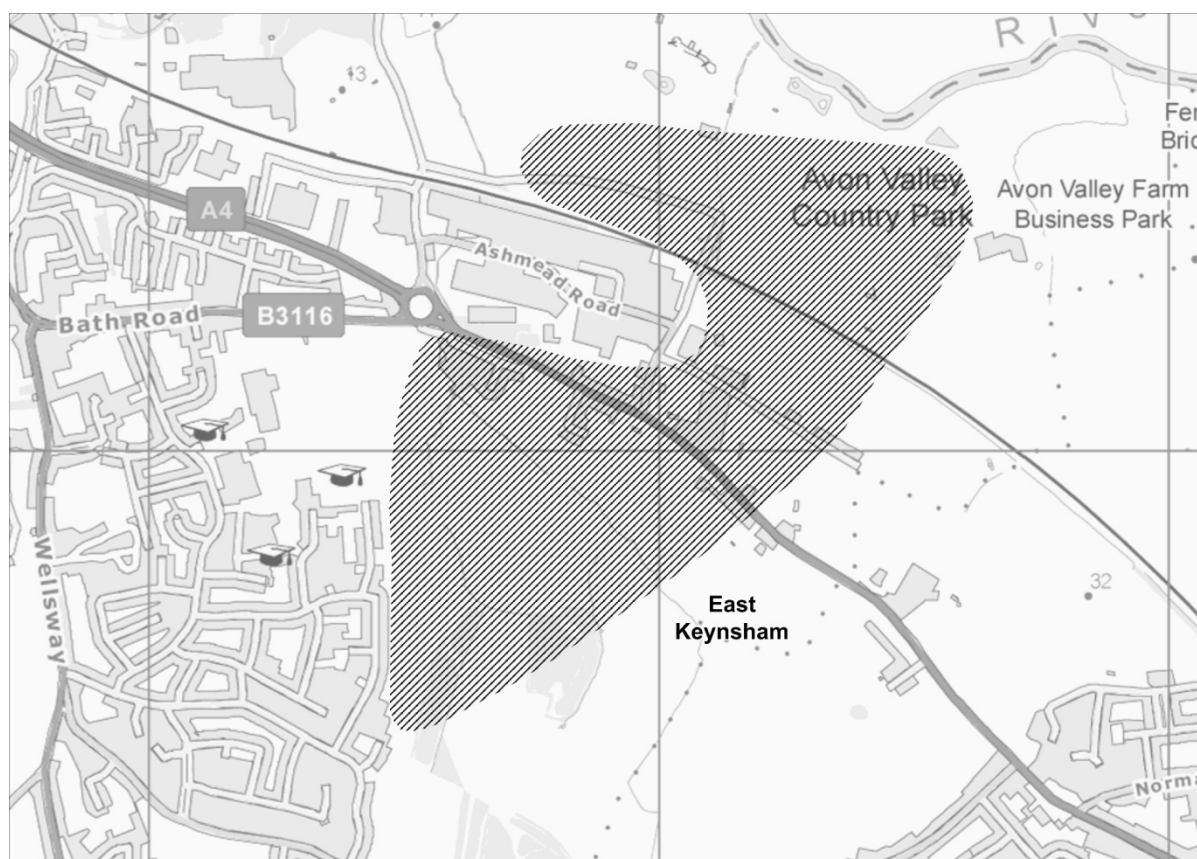 13
Avon Valley
Country Park
Avon Valley Farm
Business Park
A4
Ashmead Road
B3116
Bath Road
Wellsway
East
Keynsham
32